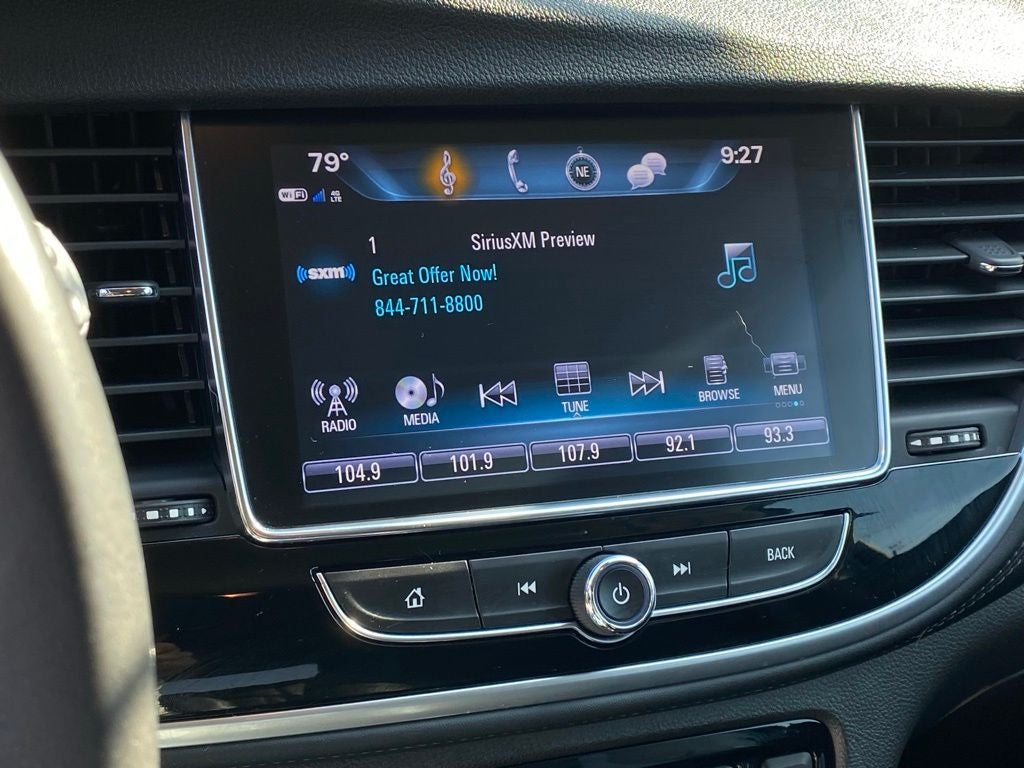 79° 9:27
WiFi 4G LTE
NE
1 SiriusXM Preview
((sxm)) Great Offer Now!
844-711-8800
RADIO MEDIA TUNE BROWSE MENU
104.9 101.9 107.9 92.1 93.3
BACK